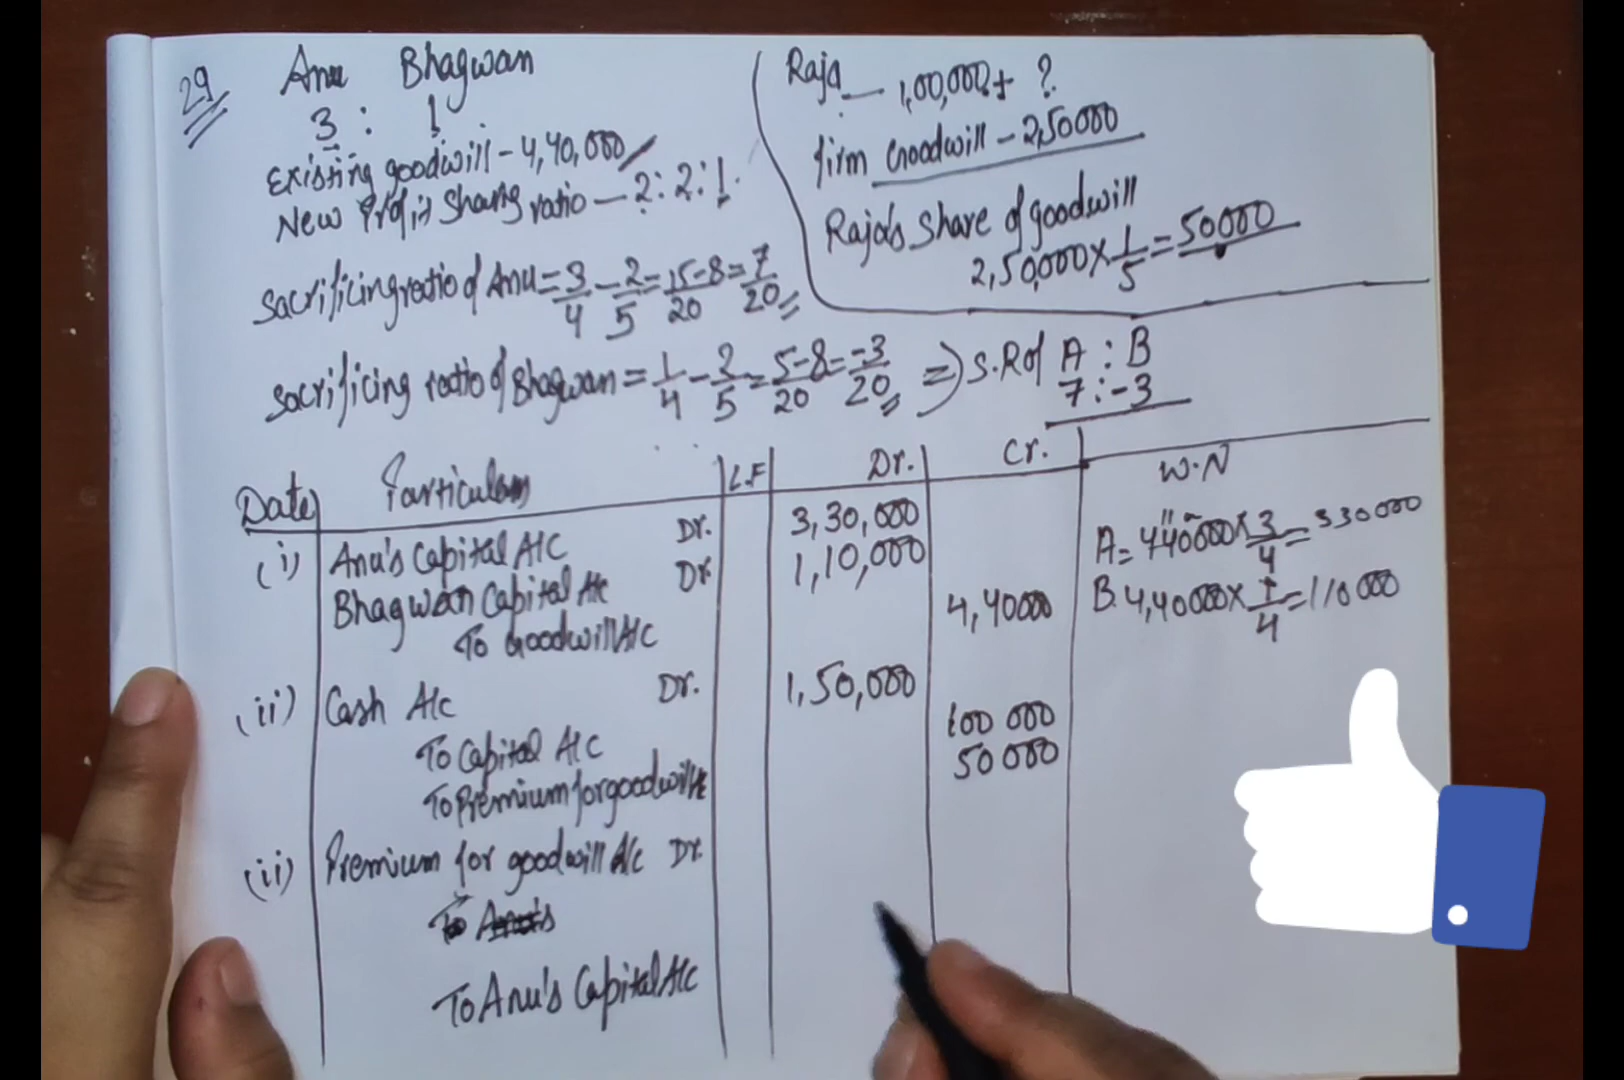 29
Anu Bhagwan
3 : 1
Existing goodwill - 4,40,000
New Profit Sharing ratio - 2:2:1.
Raja - 1,00,000 + ?
firm Goodwill - 2,50000
Raja's Share of goodwill
2,50,000 × 1/5 = 50000
sacrificing ratio of Anu = 3/4 - 2/5 = 15-8/20 = 7/20
sacrificing ratio of Bhagwan = 1/4 - 2/5 = 5-8/20 = -3/20 => S.R of A : B
7 : -3
Date Particulars L.F Dr. Cr. W.N
(i) Anu's Capital A/C Dr. 3,30,000
Bhagwan Capital A/c Dr 1,10,000
To Goodwill A/C 4,40000
A = 440000 × 3/4 = 330000
B. 4,40000 × 1/4 = 110000
(ii) Cash A/c Dr. 1,50,000
To Capital A/C 100 000
To Premium for goodwill A/c 50 000
(ii) Premium for goodwill A/c Dr.
To Anu's
To Anu's Capital A/C